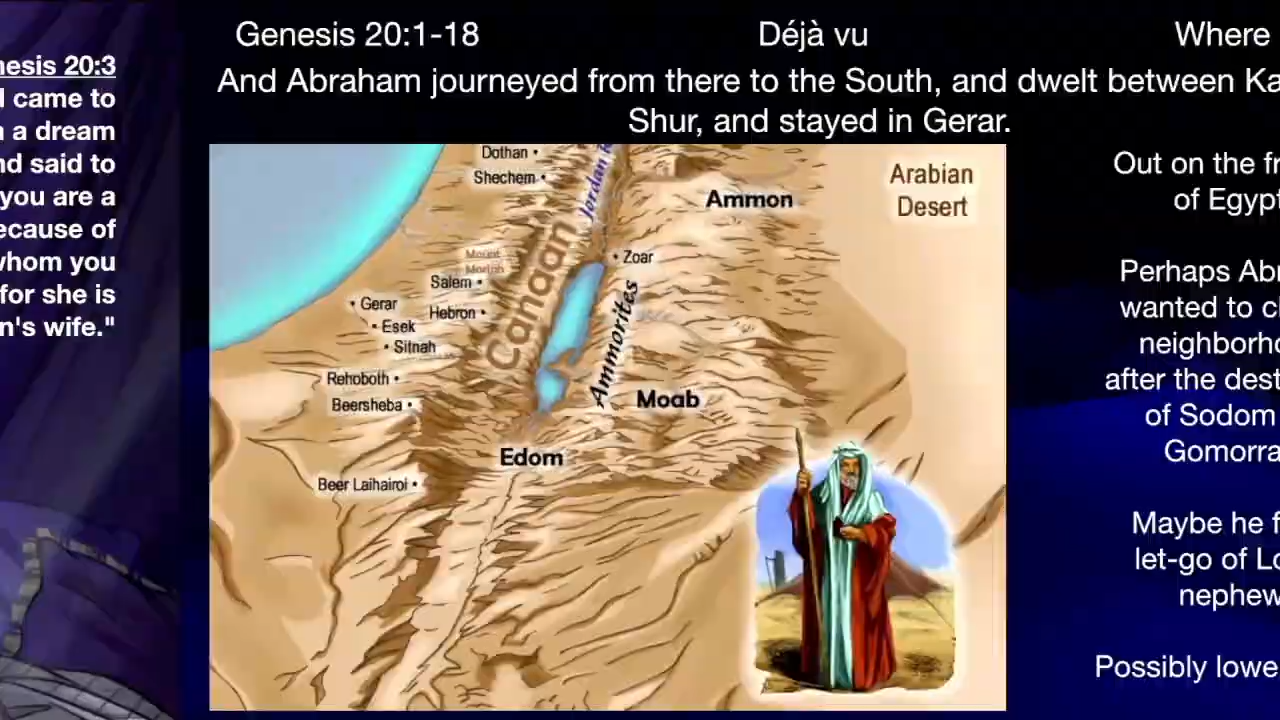 Genesis 20:1-18
Déjà vu
Where
And Abraham journeyed from there to the South, and dwelt between Ka
Shur, and stayed in Gerar.
nesis 20:3
came to
a dream
nd said to
you are a
ecause of
whom you
for she is
n's wife."
Dothan
Shechem
Jordan R
Ammon
Arabian
Desert
Canaan
Mount
Moriah
Salem
Zoar
Gerar
Hebron
Esek
Sitnah
Ammorites
Rehoboth
Beersheba
Moab
Edom
Beer Laihairoi
Out on the fr
of Egypt
Perhaps Abr
wanted to c
neighborho
after the dest
of Sodom
Gomorra
Maybe he f
let-go of Lo
nephew
Possibly lowe